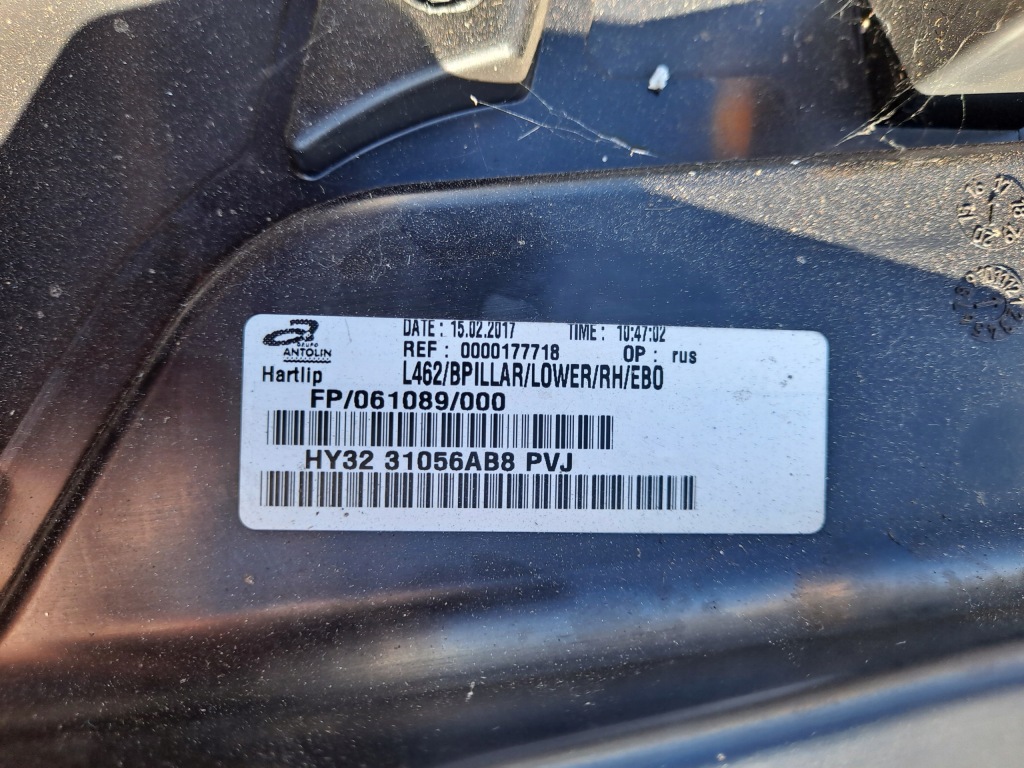 DATE : 15.02.2017 TIME : 10:47:02
GRUPO
ANTOLIN
REF : 0000177718 OP : rus
Hartlip
L462/BPILLAR/LOWER/RH/EBO
FP/061089/000
HY32 31056AB8 PVJ